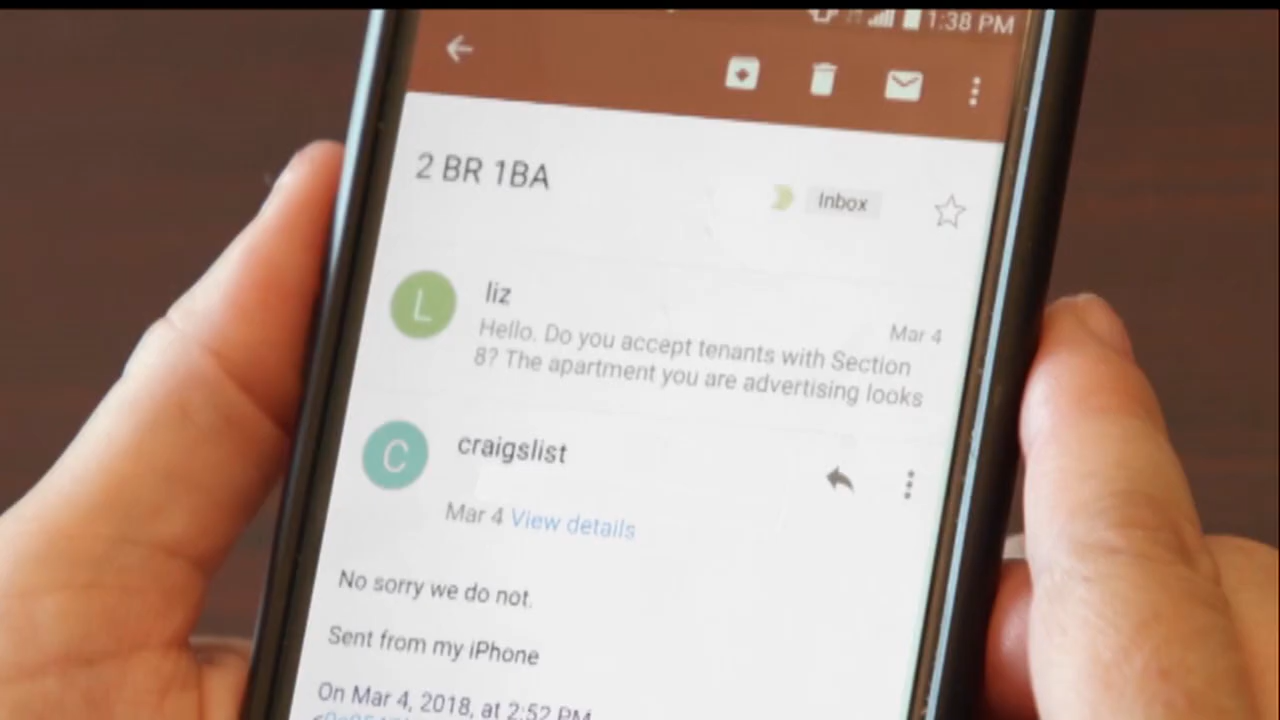 1:38 PM
2 BR 1BA
Inbox
L
liz
Mar 4
Hello. Do you accept tenants with Section
8? The apartment you are advertising looks
C
craigslist
Mar 4 View details
No sorry we do not.
Sent from my iPhone
On Mar 4, 2018, at 2:52 PM